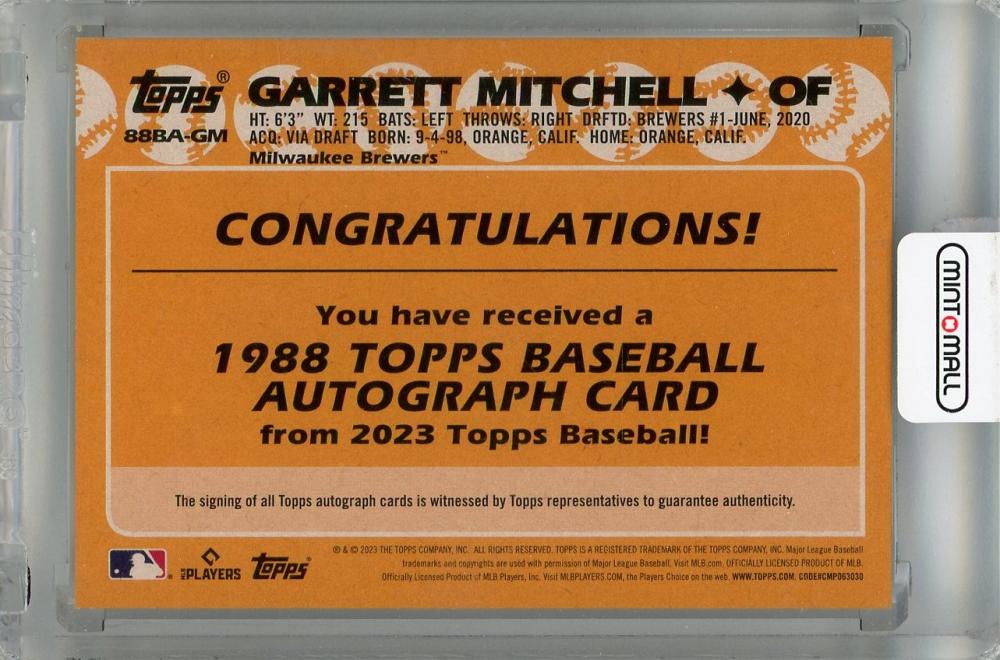 Topps®
88BA-GM
GARRETT MITCHELL ✦ OF
HT: 6'3" WT: 215 BATS: LEFT THROWS: RIGHT DRFTD: BREWERS #1-JUNE, 2020
ACQ: VIA DRAFT BORN: 9-4-98, ORANGE, CALIF. HOME: ORANGE, CALIF.
Milwaukee Brewers™
CONGRATULATIONS!
You have received a
1988 TOPPS BASEBALL
AUTOGRAPH CARD
from 2023 Topps Baseball!
The signing of all Topps autograph cards is witnessed by Topps representatives to guarantee authenticity.
MLB PLAYERS
Topps®
® & © 2023 THE TOPPS COMPANY, INC. ALL RIGHTS RESERVED. TOPPS IS A REGISTERED TRADEMARK OF THE TOPPS COMPANY, INC. Major League Baseball
trademarks and copyrights are used with permission of Major League Baseball. Visit MLB.com. OFFICIALLY LICENSED PRODUCT OF MLB.
Officially Licensed Product of MLB Players, Inc. Visit MLBPLAYERS.COM, the Players Choice on the web. WWW.TOPPS.COM. CODE#CMP063030
MINT MALL